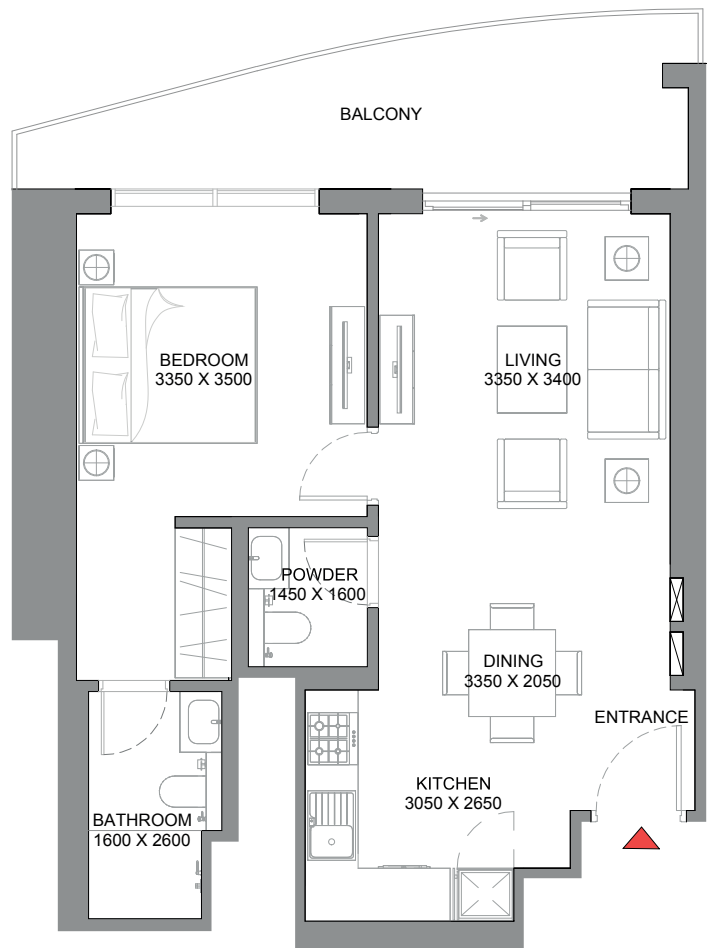 BALCONY
BEDROOM
3350 X 3500
LIVING
3350 X 3400
POWDER
1450 X 1600
DINING
3350 X 2050
ENTRANCE
KITCHEN
3050 X 2650
BATHROOM
1600 X 2600